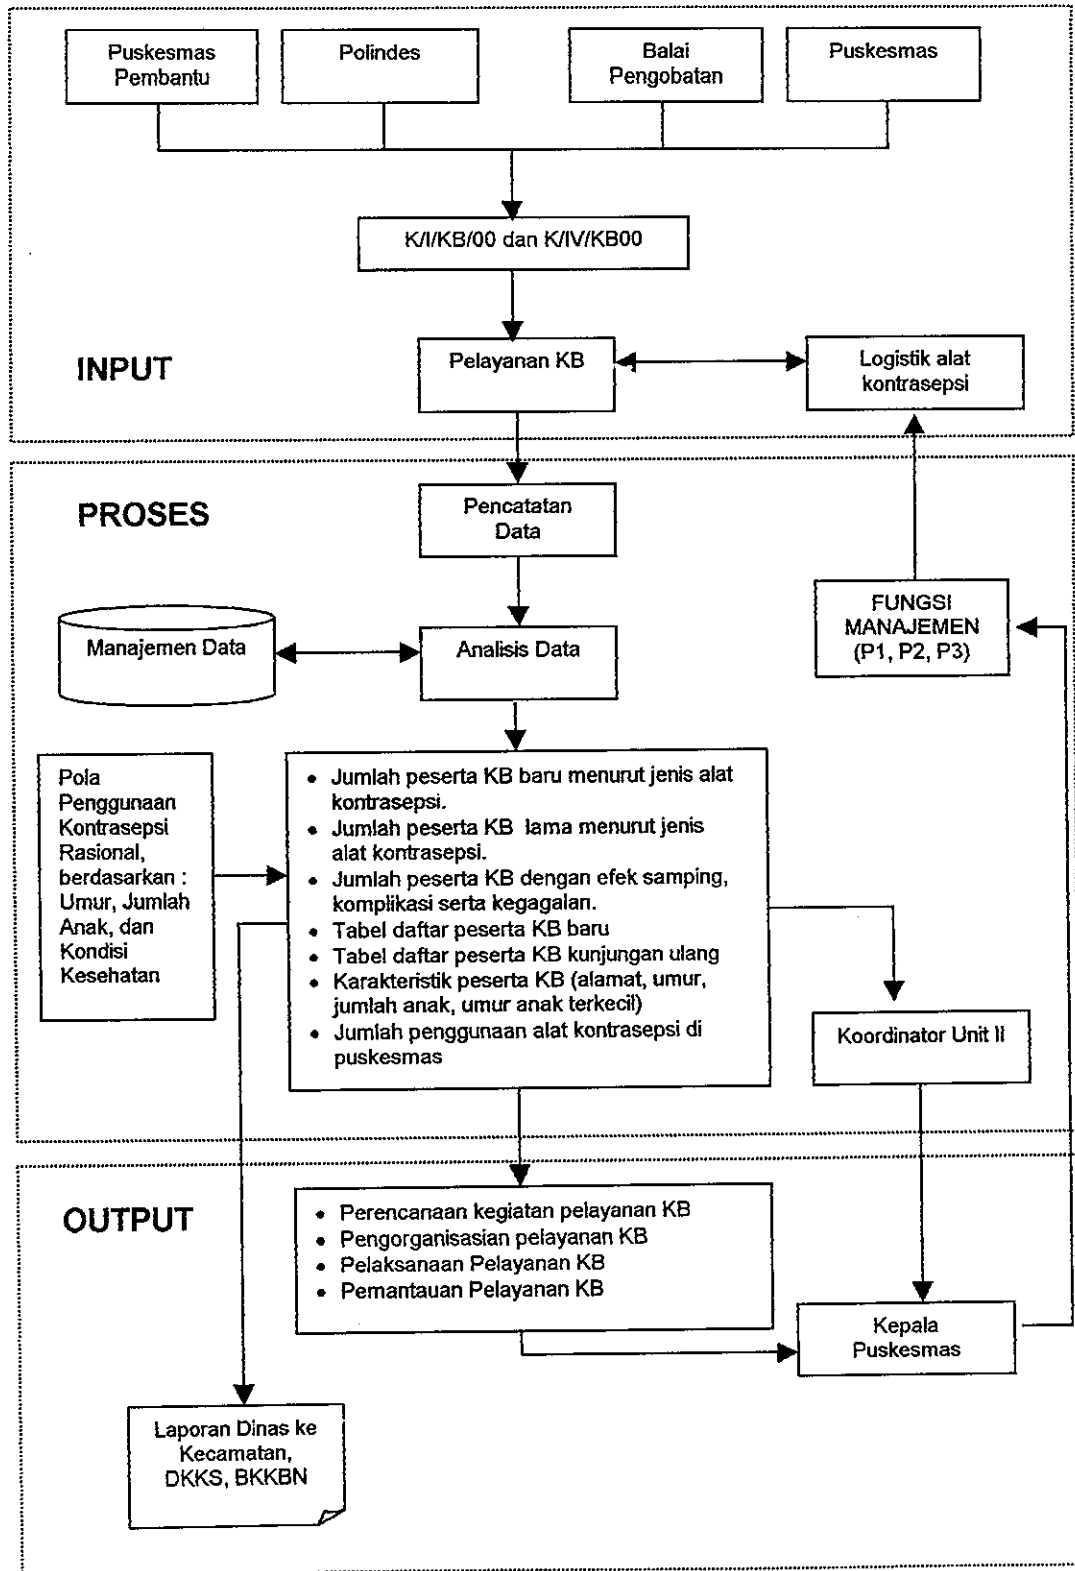 Puskesmas
Pembantu
Polindes
Balai
Pengobatan
Puskesmas
K/I/KB/00 dan K/IV/KB00
INPUT
Pelayanan KB
Logistik alat
kontrasepsi
PROSES
Pencatatan
Data
Manajemen Data
Analisis Data
FUNGSI
MANAJEMEN
(P1, P2, P3)
Pola
Penggunaan
Kontrasepsi
Rasional,
berdasarkan :
Umur, Jumlah
Anak, dan
Kondisi
Kesehatan
• Jumlah peserta KB baru menurut jenis alat
kontrasepsi.
• Jumlah peserta KB lama menurut jenis
alat kontrasepsi.
• Jumlah peserta KB dengan efek samping,
komplikasi serta kegagalan.
• Tabel daftar peserta KB baru
• Tabel daftar peserta KB kunjungan ulang
• Karakteristik peserta KB (alamat, umur,
jumlah anak, umur anak terkecil)
• Jumlah penggunaan alat kontrasepsi di
puskesmas
Koordinator Unit II
OUTPUT
• Perencanaan kegiatan pelayanan KB
• Pengorganisasian pelayanan KB
• Pelaksanaan Pelayanan KB
• Pemantauan Pelayanan KB
Kepala
Puskesmas
Laporan Dinas ke
Kecamatan,
DKKS, BKKBN